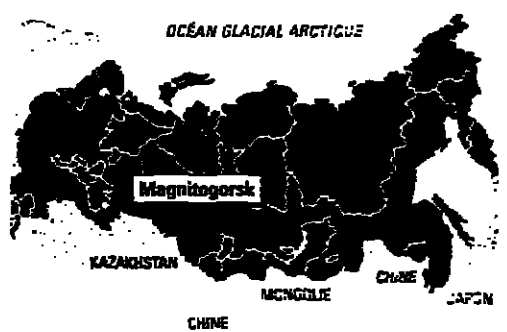 OCÉAN GLACIAL ARCTIQUE
Magnitogorsk
KAZAKHSTAN
CHINE
MONGOLIE
JAPON
CHINE